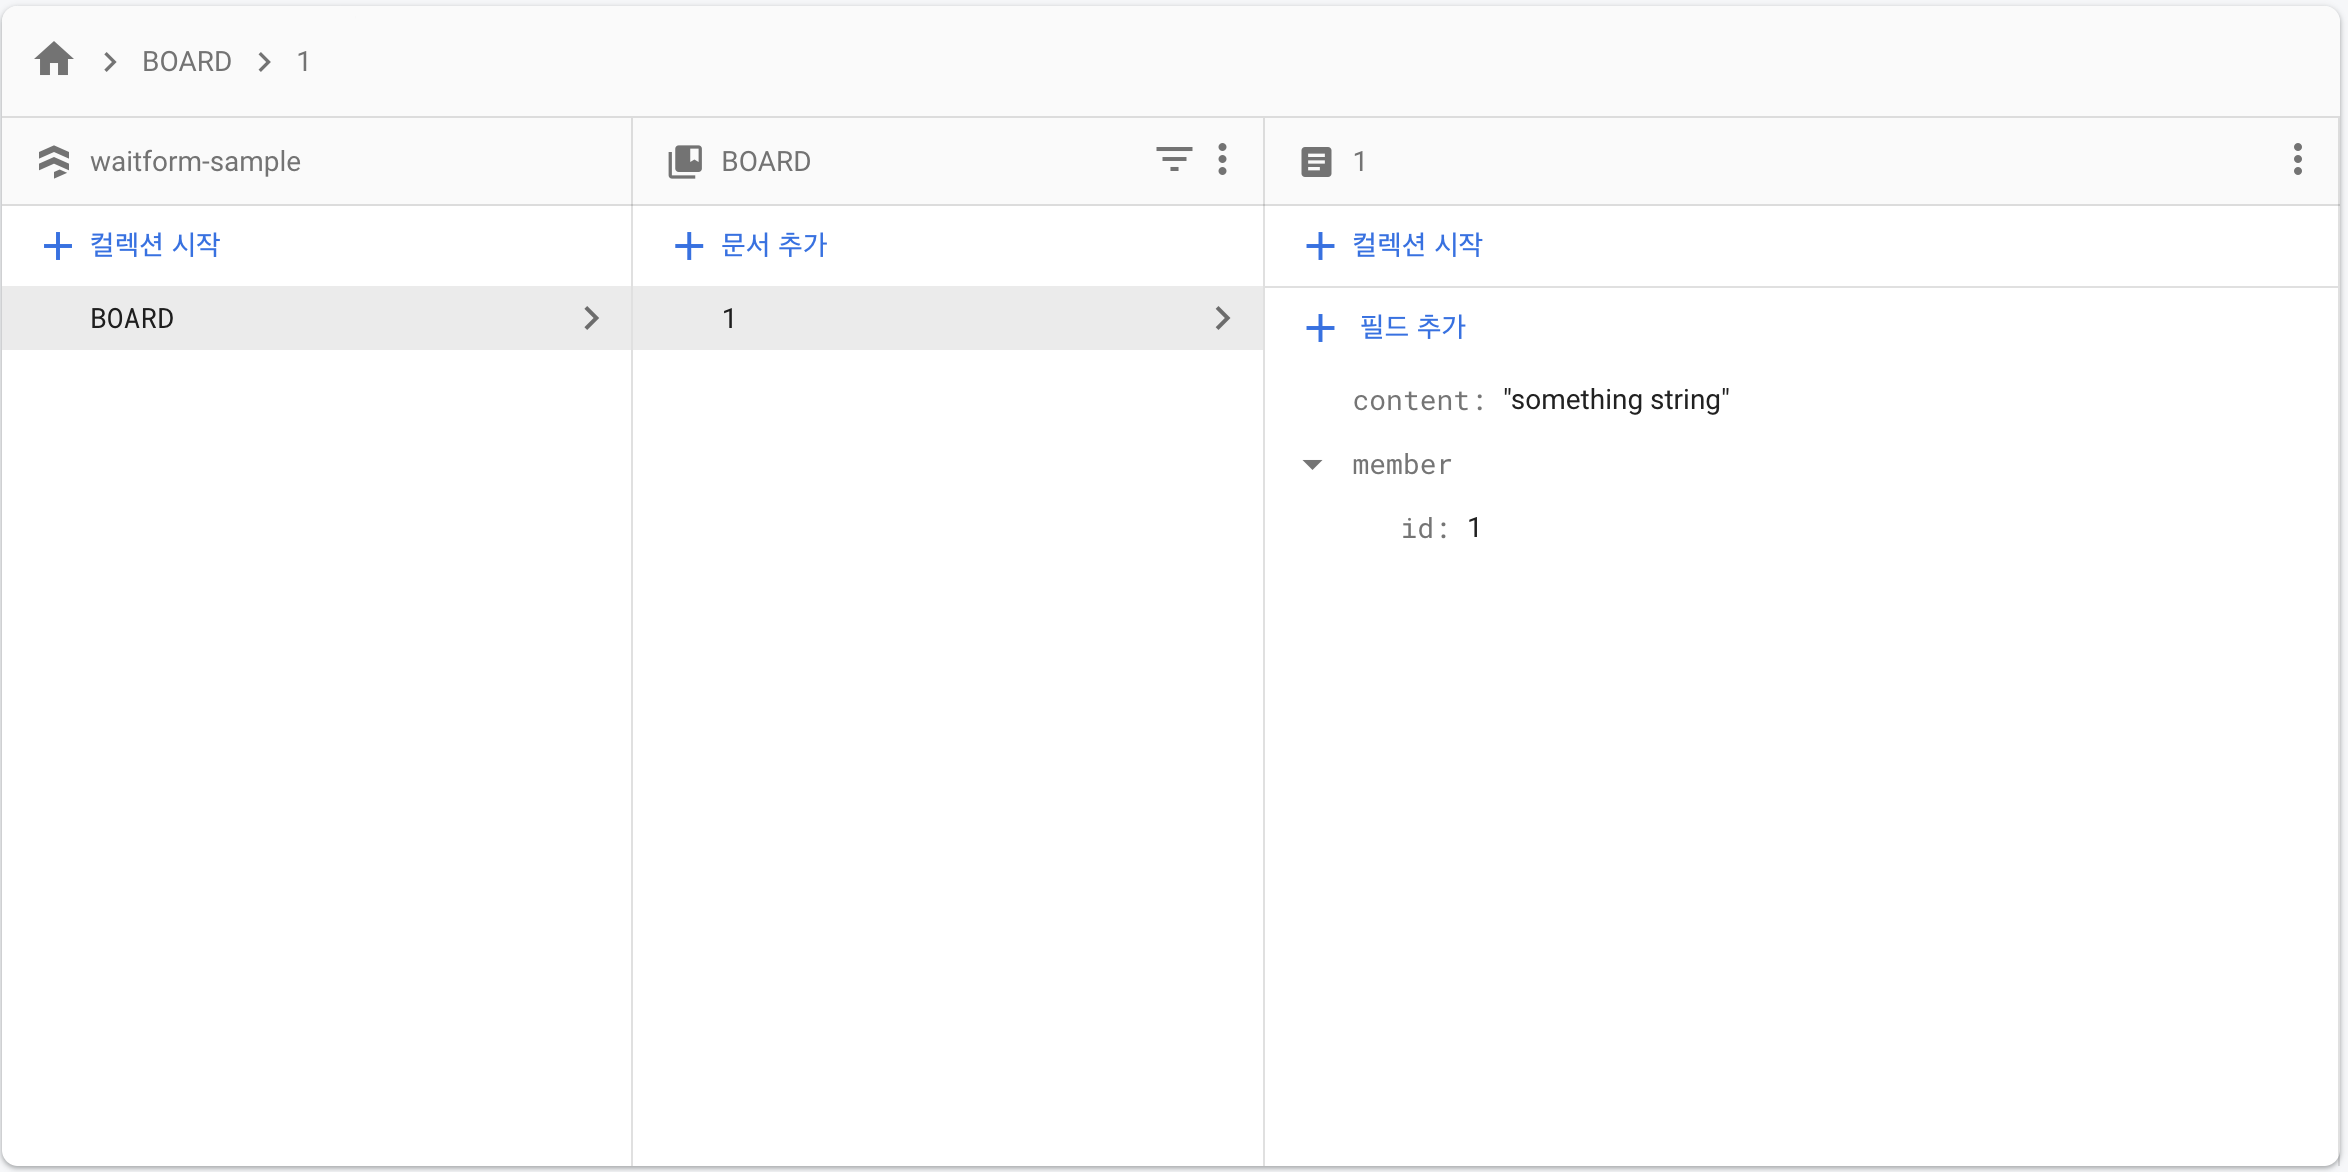 BOARD 1
waitform-sample
컬렉션 시작
BOARD
BOARD
문서 추가
1
1
컬렉션 시작
필드 추가
content: "something string"
member
id: 1